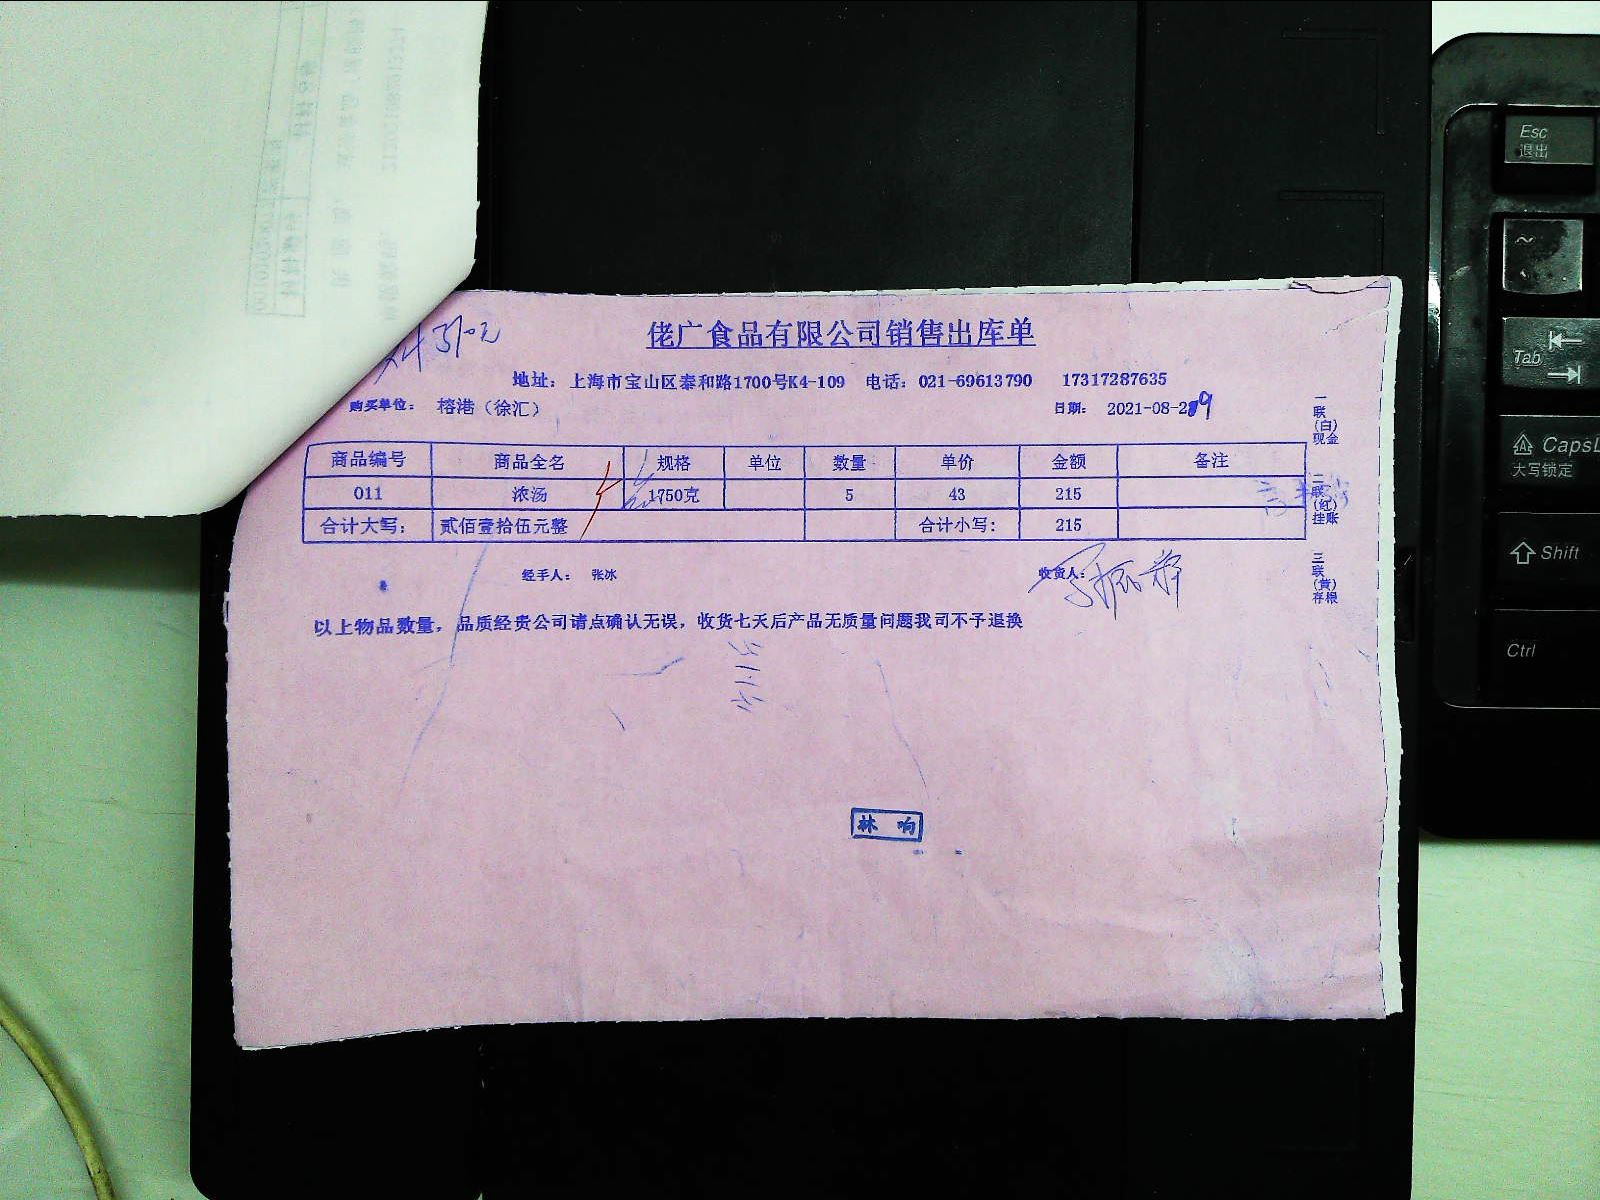 佬广食品有限公司销售出库单
地址：上海市宝山区泰和路1700号K4-109 电话：021-69613790 17317287635
购买单位： 榕港（徐汇） 日期： 2021-08-29
商品编号 商品全名 规格 单位 数量 单价 金额 备注
011 浓汤 1750克 5 43 215
合计大写： 贰佰壹拾伍元整 合计小写： 215
经手人： 张冰 收货人：
以上物品数量，品质经贵公司请点确认无误，收货七天后产品无质量问题我司不予退换
一联(白)现金
二联(红)挂账
三联(黄)存根
林 响
Esc
退出
~
Tab
CapsL
大写锁定
Shift
Ctrl